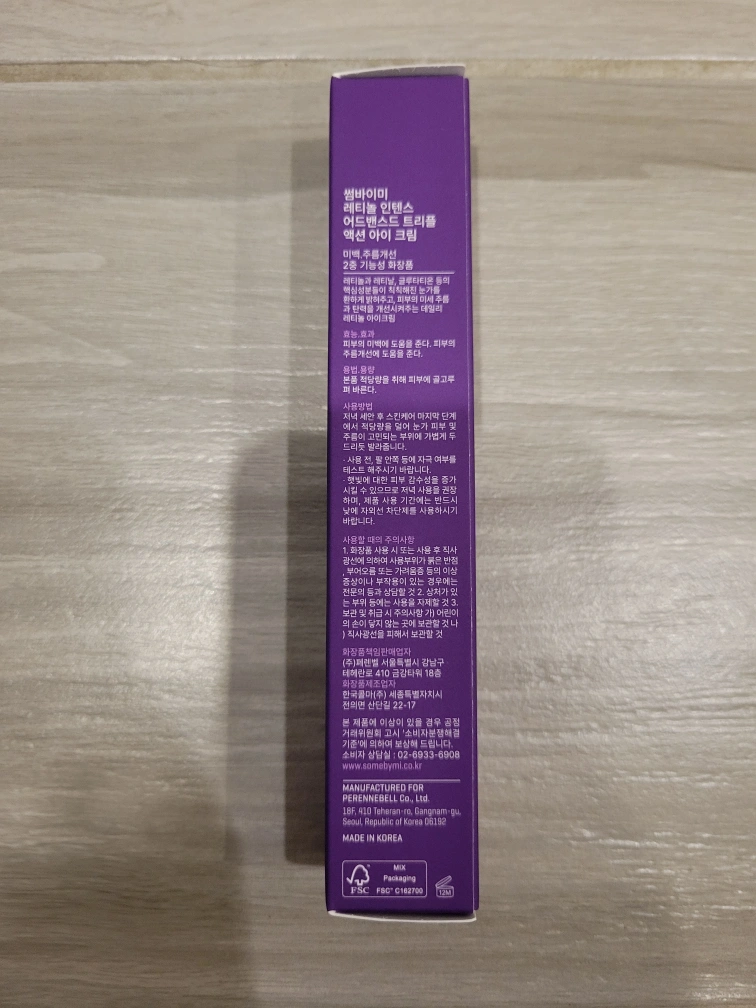 썸바이미
레티놀 인텐스
어드밴스드 트리플
액션 아이 크림
미백,주름개선
2중 기능성 화장품
레티놀과 레티날, 글루타티온 등의
핵심성분들이 칙칙해진 눈가를
환하게 밝혀주고, 피부의 미세 주름
과 탄력을 개선시켜주는 데일리
레티놀 아이크림
효능.효과
피부의 미백에 도움을 준다. 피부의
주름개선에 도움을 준다.
용법.용량
본품 적당량을 취해 피부에 골고루
펴 바른다.
사용방법
저녁 세안 후 스킨케어 마지막 단계
에서 적당량을 덜어 눈가 피부 및
주름이 고민되는 부위에 가볍게 두
드리듯 발라줍니다.
· 사용 전, 팔 안쪽 등에 자극 여부를
테스트 해주시기 바랍니다.
· 햇빛에 대한 피부 감수성을 증가
시킬 수 있으므로 저녁 사용을 권장
하며, 제품 사용 기간에는 반드시
낮에 자외선 차단제를 사용하시기
바랍니다.
사용할 때의 주의사항
1. 화장품 사용 시 또는 사용 후 직사
광선에 의하여 사용부위가 붉은 반점
, 부어오름 또는 가려움증 등의 이상
증상이나 부작용이 있는 경우에는
전문의 등과 상담할 것 2. 상처가 있
는 부위 등에는 사용을 자제할 것 3.
보관 및 취급 시 주의사항 가) 어린이
의 손이 닿지 않는 곳에 보관할 것 나
) 직사광선을 피해서 보관할 것
화장품책임판매업자
(주)페렌벨 서울특별시 강남구
테헤란로 410 금강타워 18층
화장품제조업자
한국콜마(주) 세종특별자치시
전의면 산단길 22-17
본 제품에 이상이 있을 경우 공정
거래위원회 고시 '소비자분쟁해결
기준'에 의하여 보상해 드립니다.
소비자 상담실 : 02-6933-6908
www.somebymi.co.kr
MANUFACTURED FOR
PERENNEBELL Co., Ltd.
18F, 410 Teheran-ro, Gangnam-gu,
Seoul, Republic of Korea 06192
MADE IN KOREA
MIX
Packaging
FSC
FSC® C162700
12M